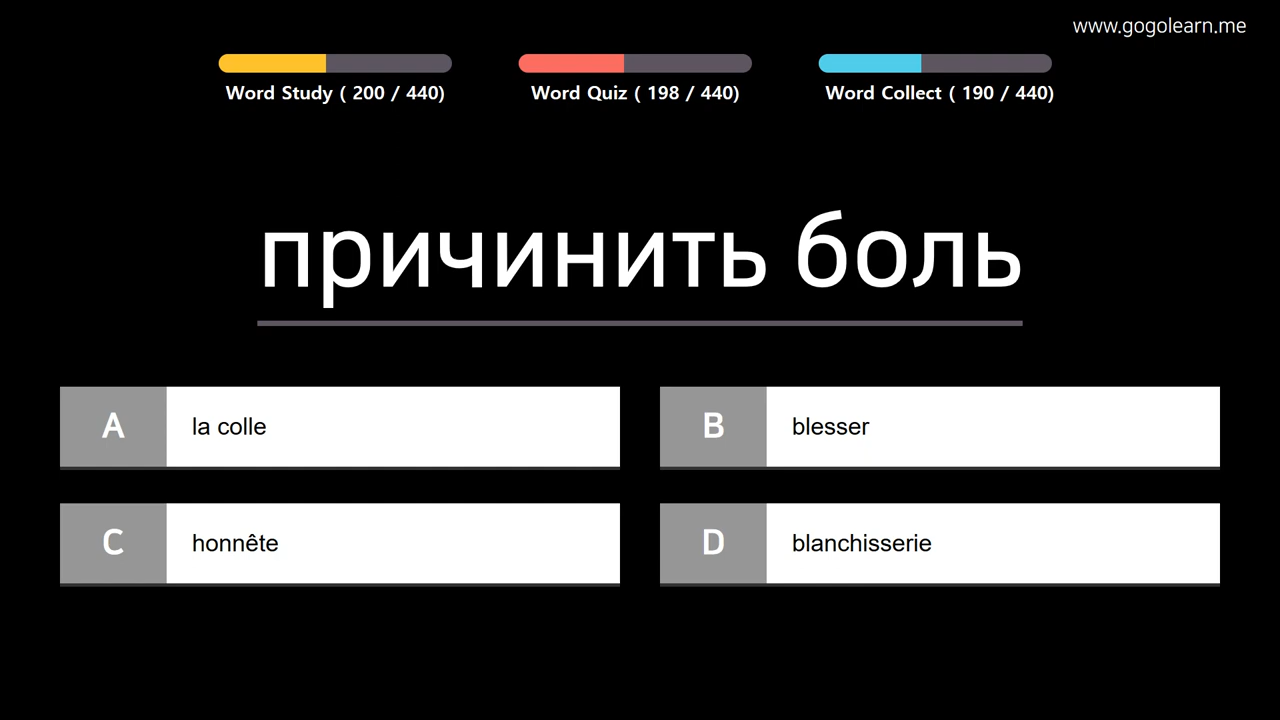 www.gogolearn.me
Word Study ( 200 / 440)
Word Quiz ( 198 / 440)
Word Collect ( 190 / 440)
причинить боль
A la colle
B blesser
C honnête
D blanchisserie